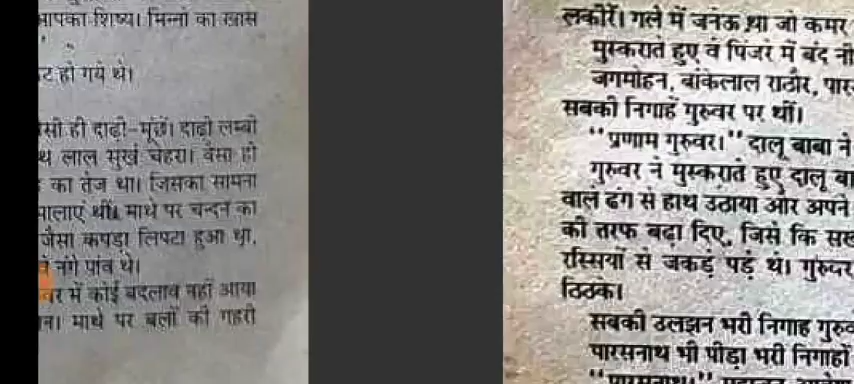 आपका शिष्य। मिन्नो का खास
हो गये थे।
ही दाढ़ी-मूंछें। दाढ़ी लम्बी
लाल सुर्ख चेहरा। वैसा ही
का तेज था। जिसका सामना
मालाएं थीं। माथे पर चन्दन का
जैसा कपड़ा लिपटा हुआ था,
नंगे पांव थे।
में कोई बदलाव नहीं आया
माथे पर बलों की गहरी
लकीरें। गले में जनेऊ था जो कमर
मुस्कराते हुए वे पिंजरे में बंद
जगमोहन, बांकेलाल राठौर,
सबकी निगाहें गुरुवर पर थीं।
"प्रणाम गुरुवर।" दालू बाबा ने
गुरुवर ने मुस्कराते हुए दालू
वाले ढंग से हाथ उठाया और अपने
की तरफ बढ़ा दिए, जिसे कि
रस्सियों से जकड़े पड़े थे। गुरुवर
ठिठके।
सबकी उलझन भरी निगाह
पारसनाथ भी पीड़ा भरी निगाहों